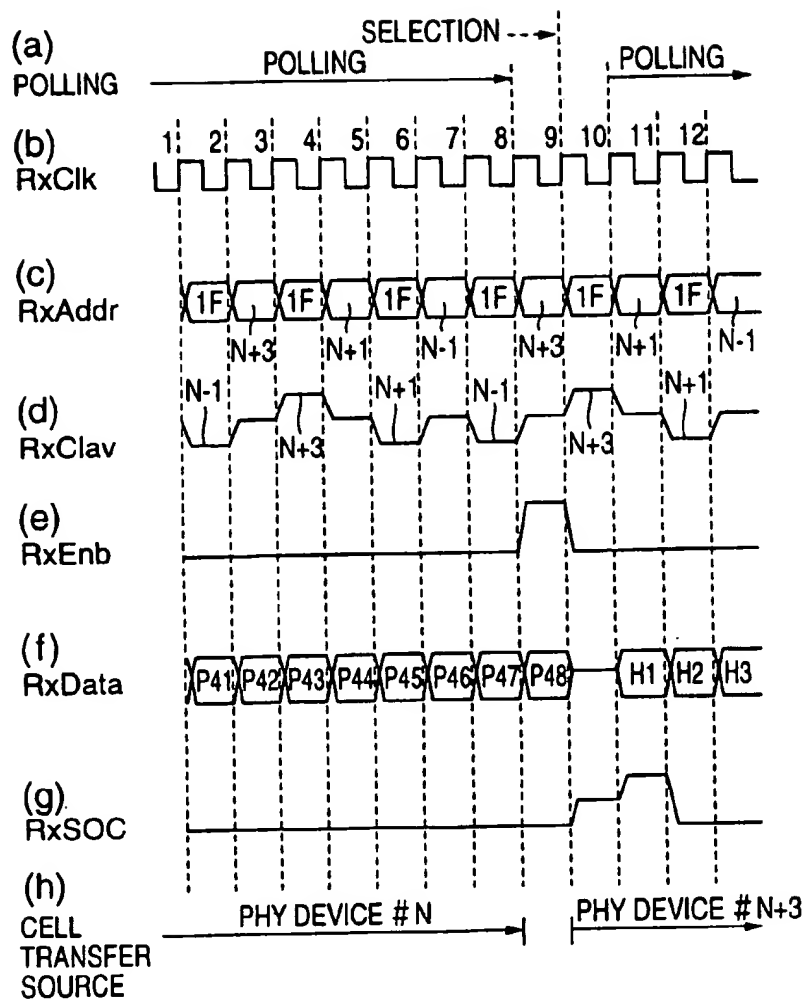 (a)
POLLING
SELECTION
POLLING
POLLING
(b)
RxClk
1 2 3 4 5 6 7 8 9 10 11 12
(c)
RxAddr
1F 1F 1F 1F 1F 1F
N+3 N+1 N-1 N+3 N+1 N-1
(d)
RxClav
N-1 N+1 N-1 N+1
N+3 N+3
(e)
RxEnb
(f)
RxData
P41 P42 P43 P44 P45 P46 P47 P48 H1 H2 H3
(g)
RxSOC
(h)
CELL
TRANSFER
SOURCE
PHY DEVICE # N
PHY DEVICE # N+3